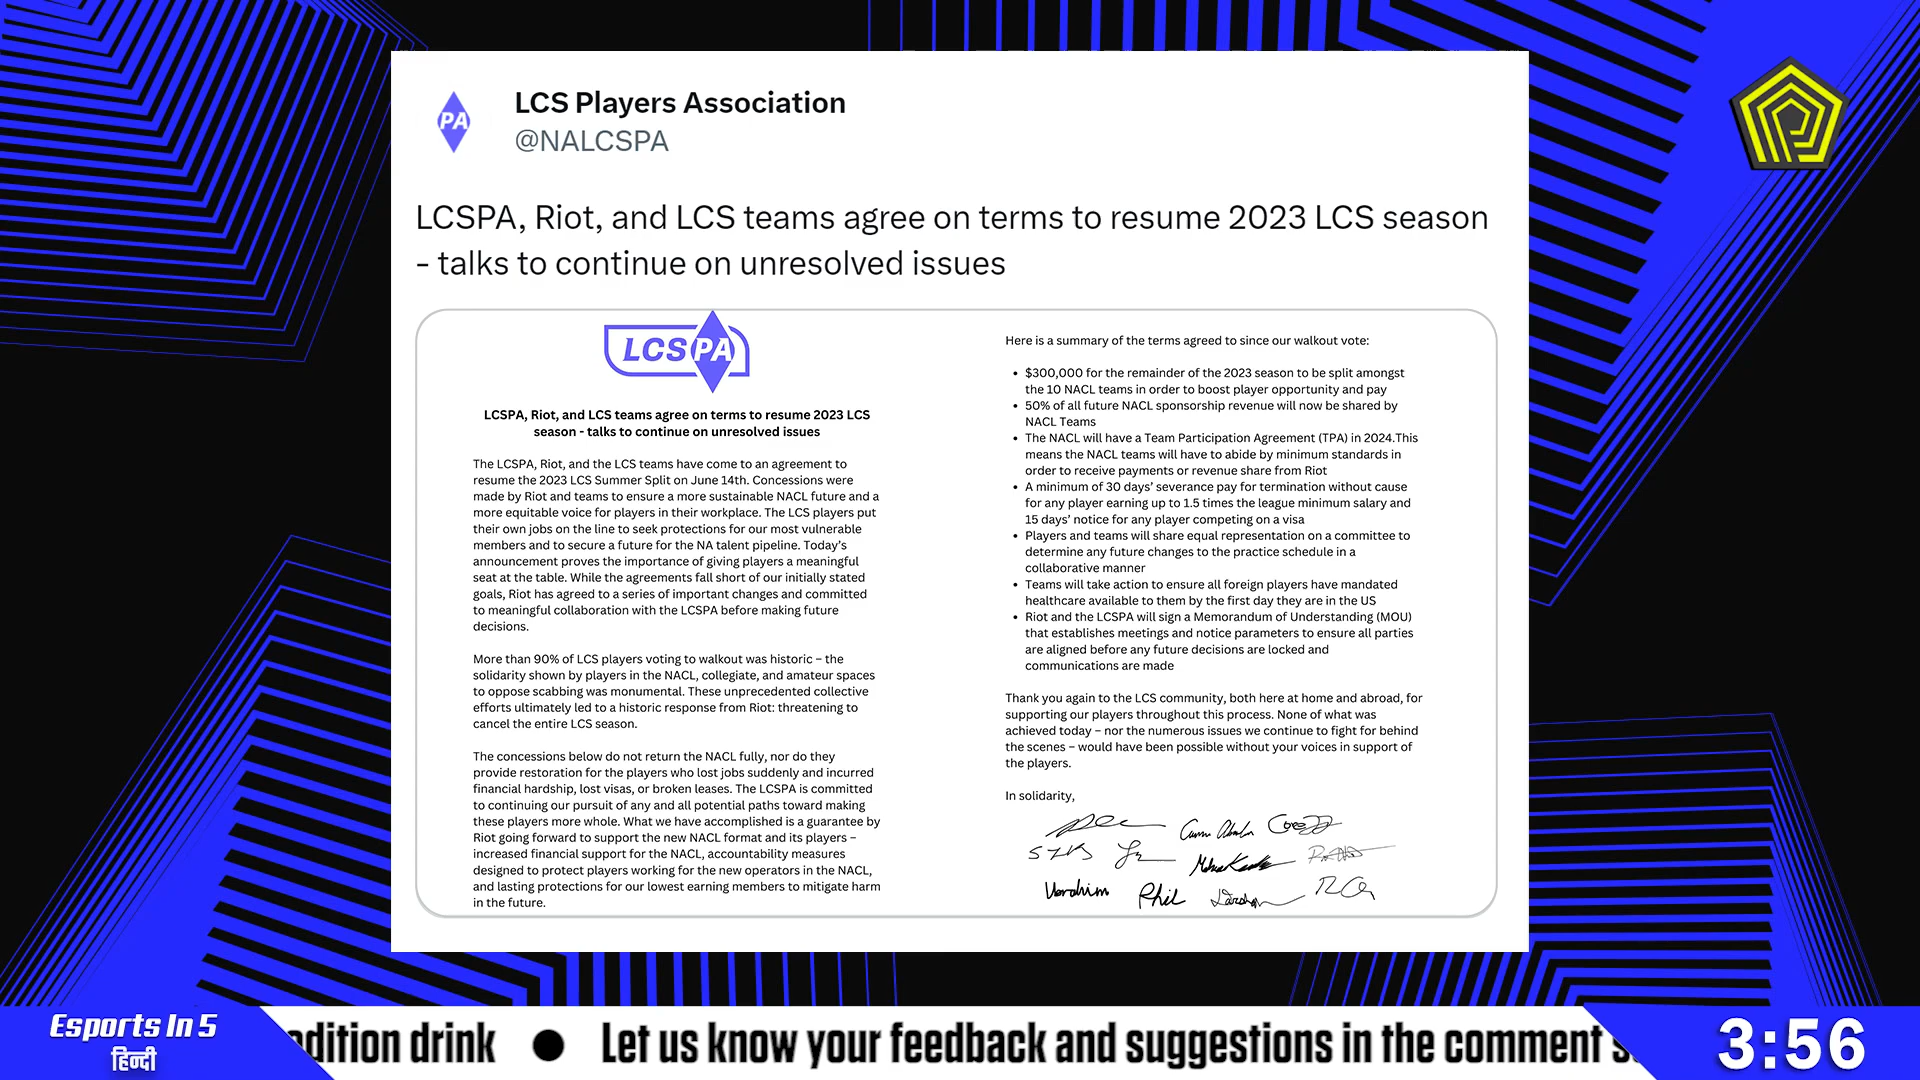 LCS Players Association
PA
@NALCSPA
LCSPA, Riot, and LCS teams agree on terms to resume 2023 LCS season
- talks to continue on unresolved issues
LCS PA
LCSPA, Riot, and LCS teams agree on terms to resume 2023 LCS
season - talks to continue on unresolved issues
The LCSPA, Riot, and the LCS teams have come to an agreement to
resume the 2023 LCS Summer Split on June 14th. Concessions were
made by Riot and teams to ensure a more sustainable NACL future and a
more equitable voice for players in their workplace. The LCS players put
their own jobs on the line to seek protections for our most vulnerable
members and to secure a future for the NA talent pipeline. Today's
announcement proves the importance of giving players a meaningful
seat at the table. While the agreements fall short of our initially stated
goals, Riot has agreed to a series of important changes and committed
to meaningful collaboration with the LCSPA before making future
decisions.
More than 90% of LCS players voting to walkout was historic – the
solidarity shown by players in the NACL, collegiate, and amateur spaces
to oppose scabbing was monumental. These unprecedented collective
efforts ultimately led to a historic response from Riot: threatening to
cancel the entire LCS season.
The concessions below do not return the NACL fully, nor do they
provide restoration for the players who lost jobs suddenly and incurred
financial hardship, lost visas, or broken leases. The LCSPA is committed
to continuing our pursuit of any and all potential paths toward making
these players more whole. What we have accomplished is a guarantee by
Riot going forward to support the new NACL format and its players –
increased financial support for the NACL, accountability measures
designed to protect players working for the new operators in the NACL,
and lasting protections for our lowest earning members to mitigate harm
in the future.
Here is a summary of the terms agreed to since our walkout vote:
• $300,000 for the remainder of the 2023 season to be split amongst
the 10 NACL teams in order to boost player opportunity and pay
• 50% of all future NACL sponsorship revenue will now be shared by
NACL Teams
• The NACL will have a Team Participation Agreement (TPA) in 2024.This
means the NACL teams will have to abide by minimum standards in
order to receive payments or revenue share from Riot
• A minimum of 30 days' severance pay for termination without cause
for any player earning up to 1.5 times the league minimum salary and
15 days' notice for any player competing on a visa
• Players and teams will share equal representation on a committee to
determine any future changes to the practice schedule in a
collaborative manner
• Teams will take action to ensure all foreign players have mandated
healthcare available to them by the first day they are in the US
• Riot and the LCSPA will sign a Memorandum of Understanding (MOU)
that establishes meetings and notice parameters to ensure all parties
are aligned before any future decisions are locked and
communications are made
Thank you again to the LCS community, both here at home and abroad, for
supporting our players throughout this process. None of what was
achieved today – nor the numerous issues we continue to fight for behind
the scenes – would have been possible without your voices in support of
the players.
In solidarity,
Phil
Esports In 5
हिन्दी
dition drink ● Let us know your feedback and suggestions in the comment s
3:56